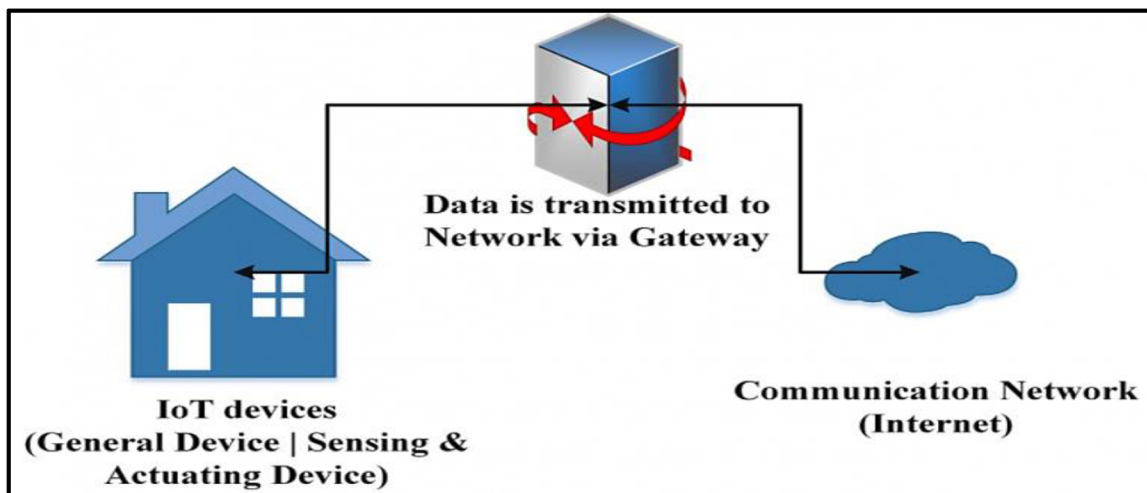 Data is transmitted to
Network via Gateway
IoT devices
(General Device | Sensing &
Actuating Device)
Communication Network
(Internet)